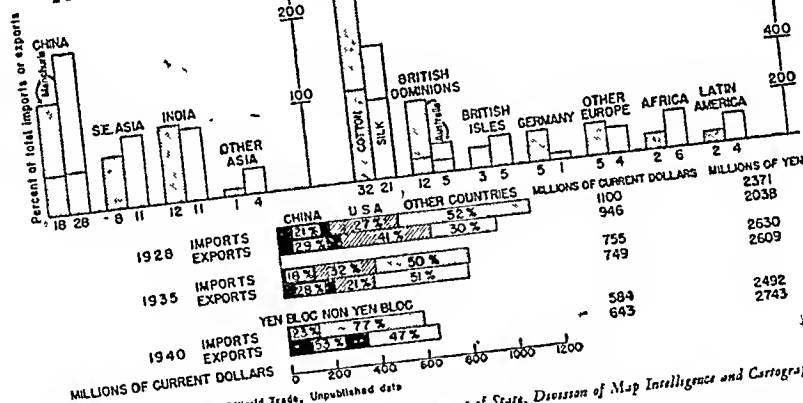 200
400
CHINA
Manchuria
Percent of total imports or exports
BRITISH
DOMINIONS
OTHER
EUROPE
AFRICA
LATIN
AMERICA
200
S.E. ASIA
INDIA
100
COTTON
SILK
Australia
BRITISH
ISLES
GERMANY
OTHER
ASIA
18 28 8 11 12 11 1 4 32 21 12 5 3 5 5 1 5 4 2 6 2 4
CHINA U S A OTHER COUNTRIES MILLIONS OF CURRENT DOLLARS MILLIONS OF YEN
1928 IMPORTS 21% 27% 52% 1100 2371
EXPORTS 29% 41% 30% 946 2038
1935 IMPORTS 18% 32% 50% 755 2630
EXPORTS 28% 21% 51% 749 2609
YEN BLOC NON YEN BLOC
1940 IMPORTS 23% 77% 584 2492
EXPORTS 53% 47% 643 2743
MILLIONS OF CURRENT DOLLARS 0 200 400 600 800 1000 1200
World Trade, Unpublished data
of State, Division of Map Intelligence and